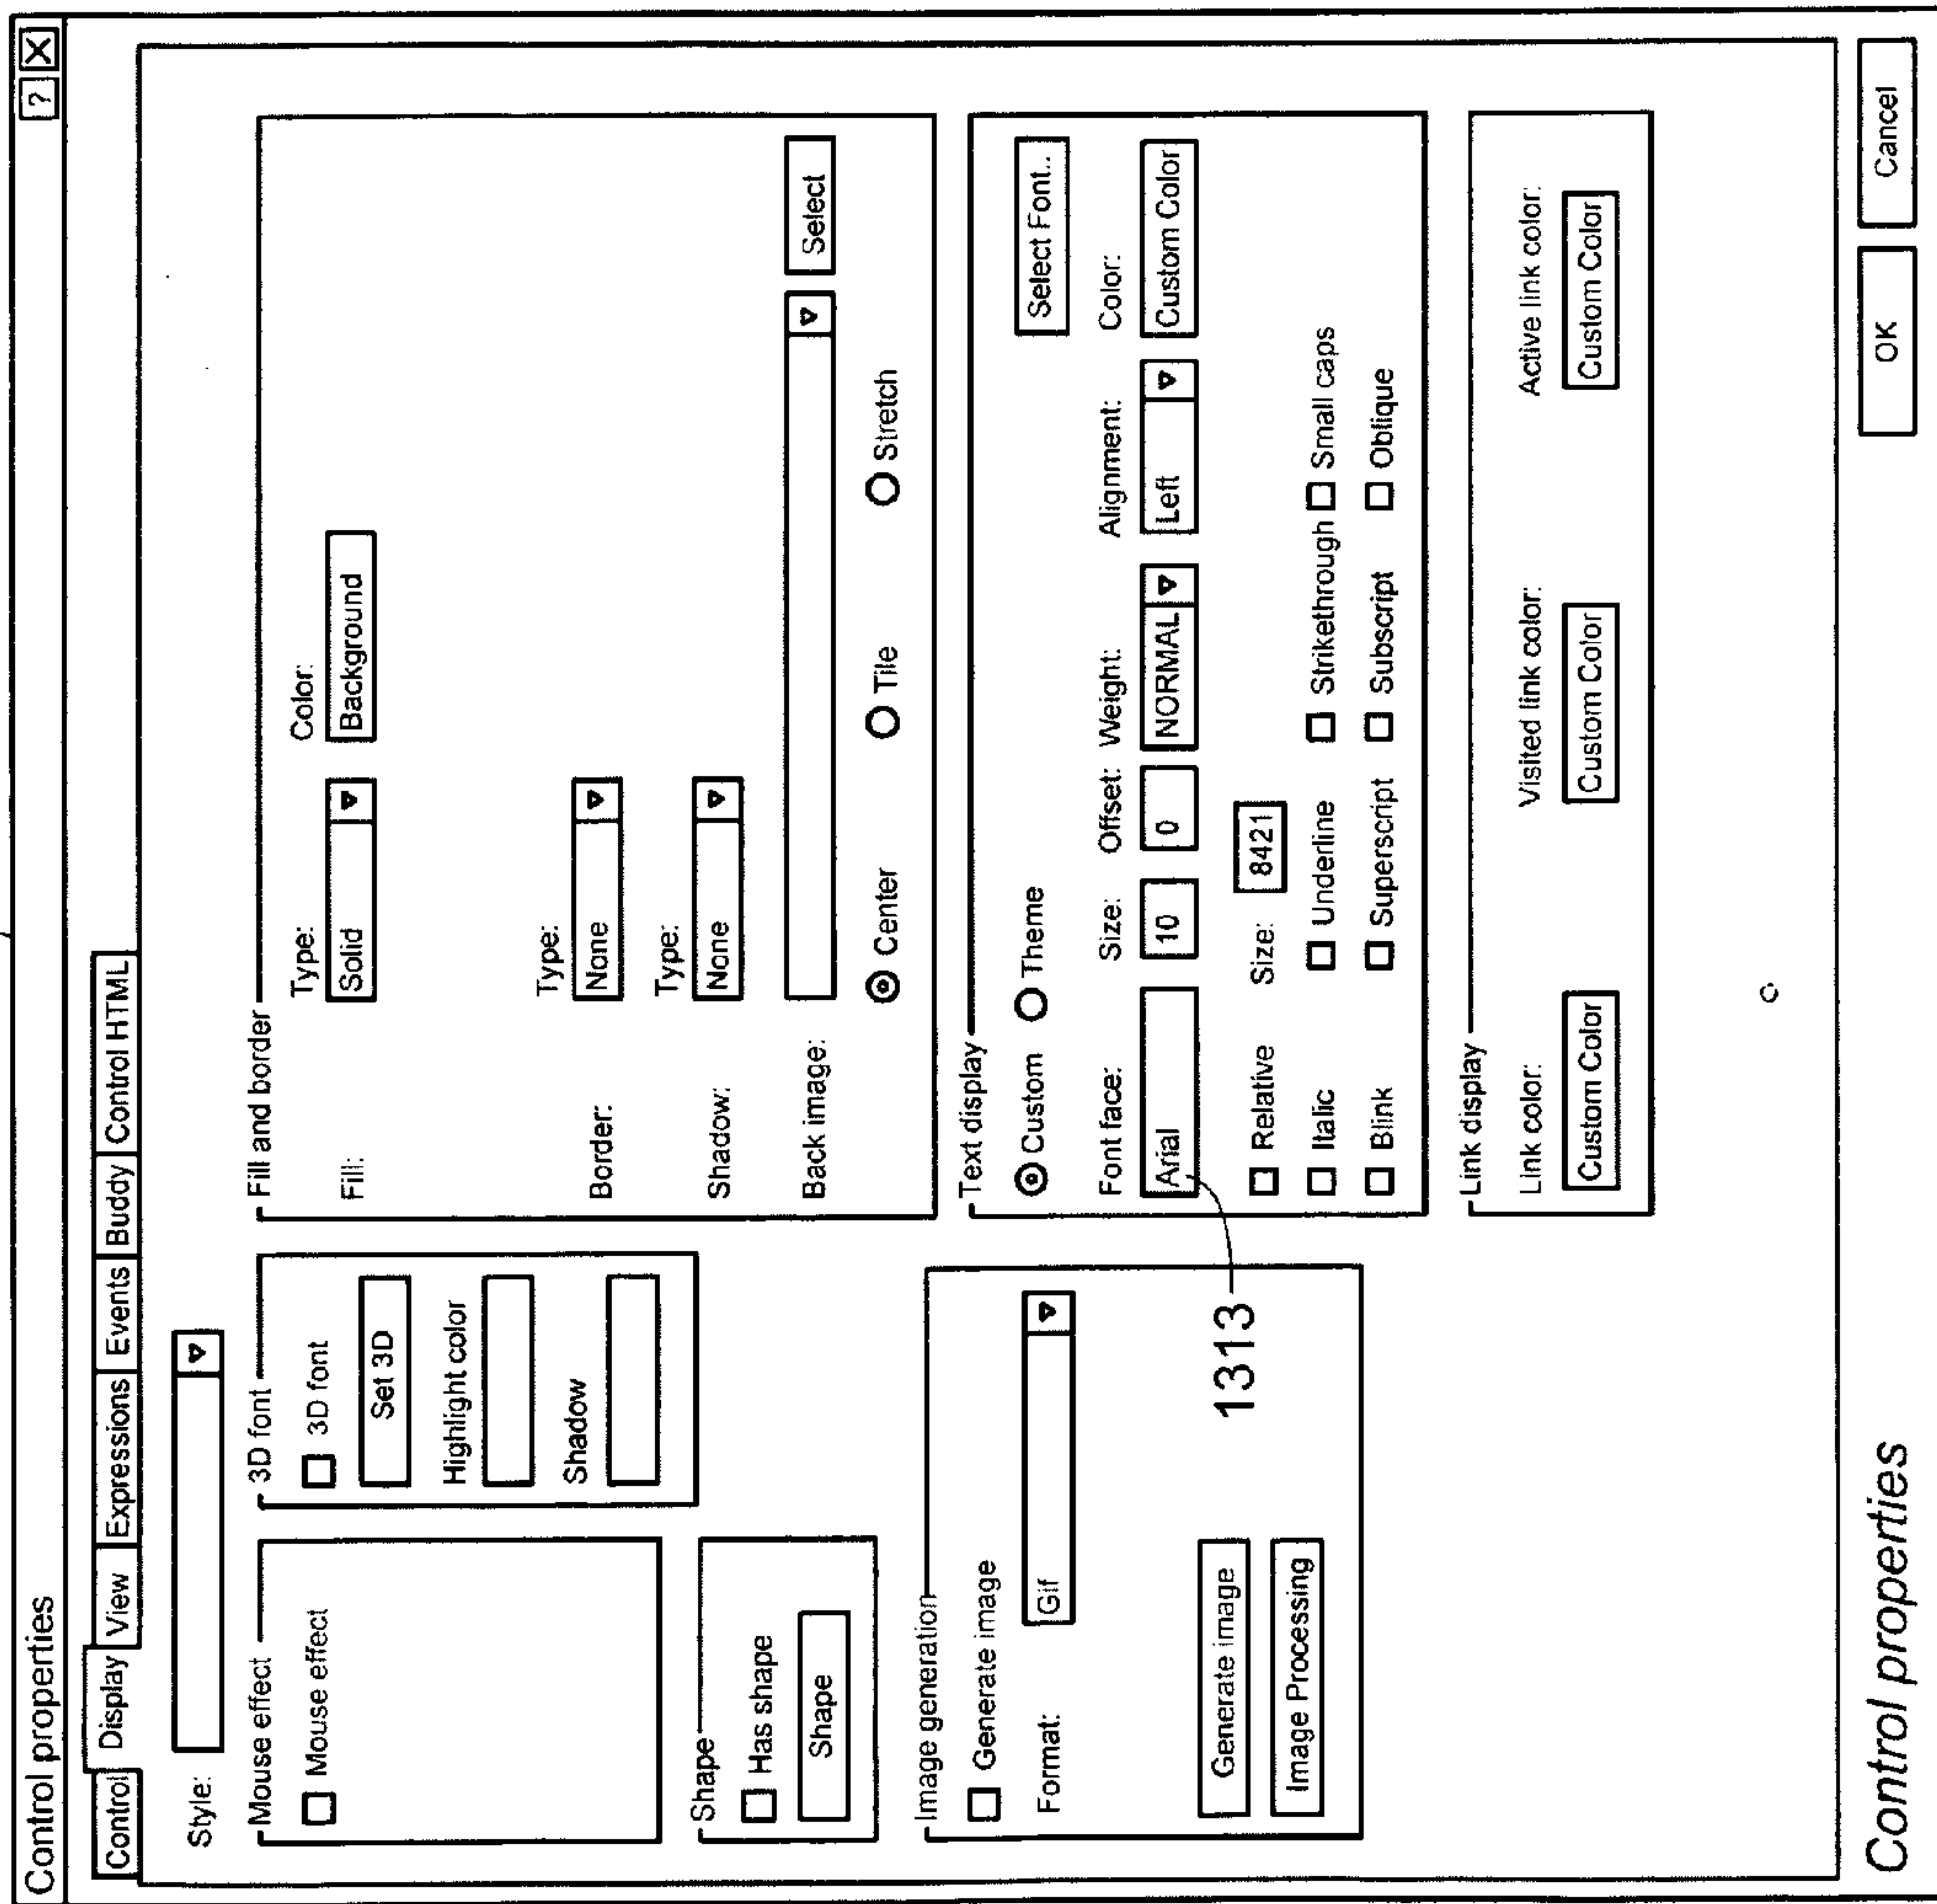 Control properties
? X
Control Display View Expressions Events Buddy Control HTML
Style:
Mouse effect
Mouse effect
3D font
3D font
Set 3D
Highlight color
Shadow
Shape
Has shape
Shape
Image generation
Generate image
Format: Gif
Generate image
Image Processing
1313
Fill and border
Type: Color:
Fill: Solid Background
Type:
Border: None
Type:
Shadow: None
Back image: Select
Center Tile Stretch
Text display
Custom Theme Select Font..
Font face: Size: Offset: Weight: Alignment: Color:
Arial 10 0 NORMAL Left Custom Color
Relative Size: 8421
Italic Underline Strikethrough Small caps
Blink Superscript Subscript Oblique
Link display
Link color: Visited link color: Active link color:
Custom Color Custom Color Custom Color
OK Cancel
Control properties